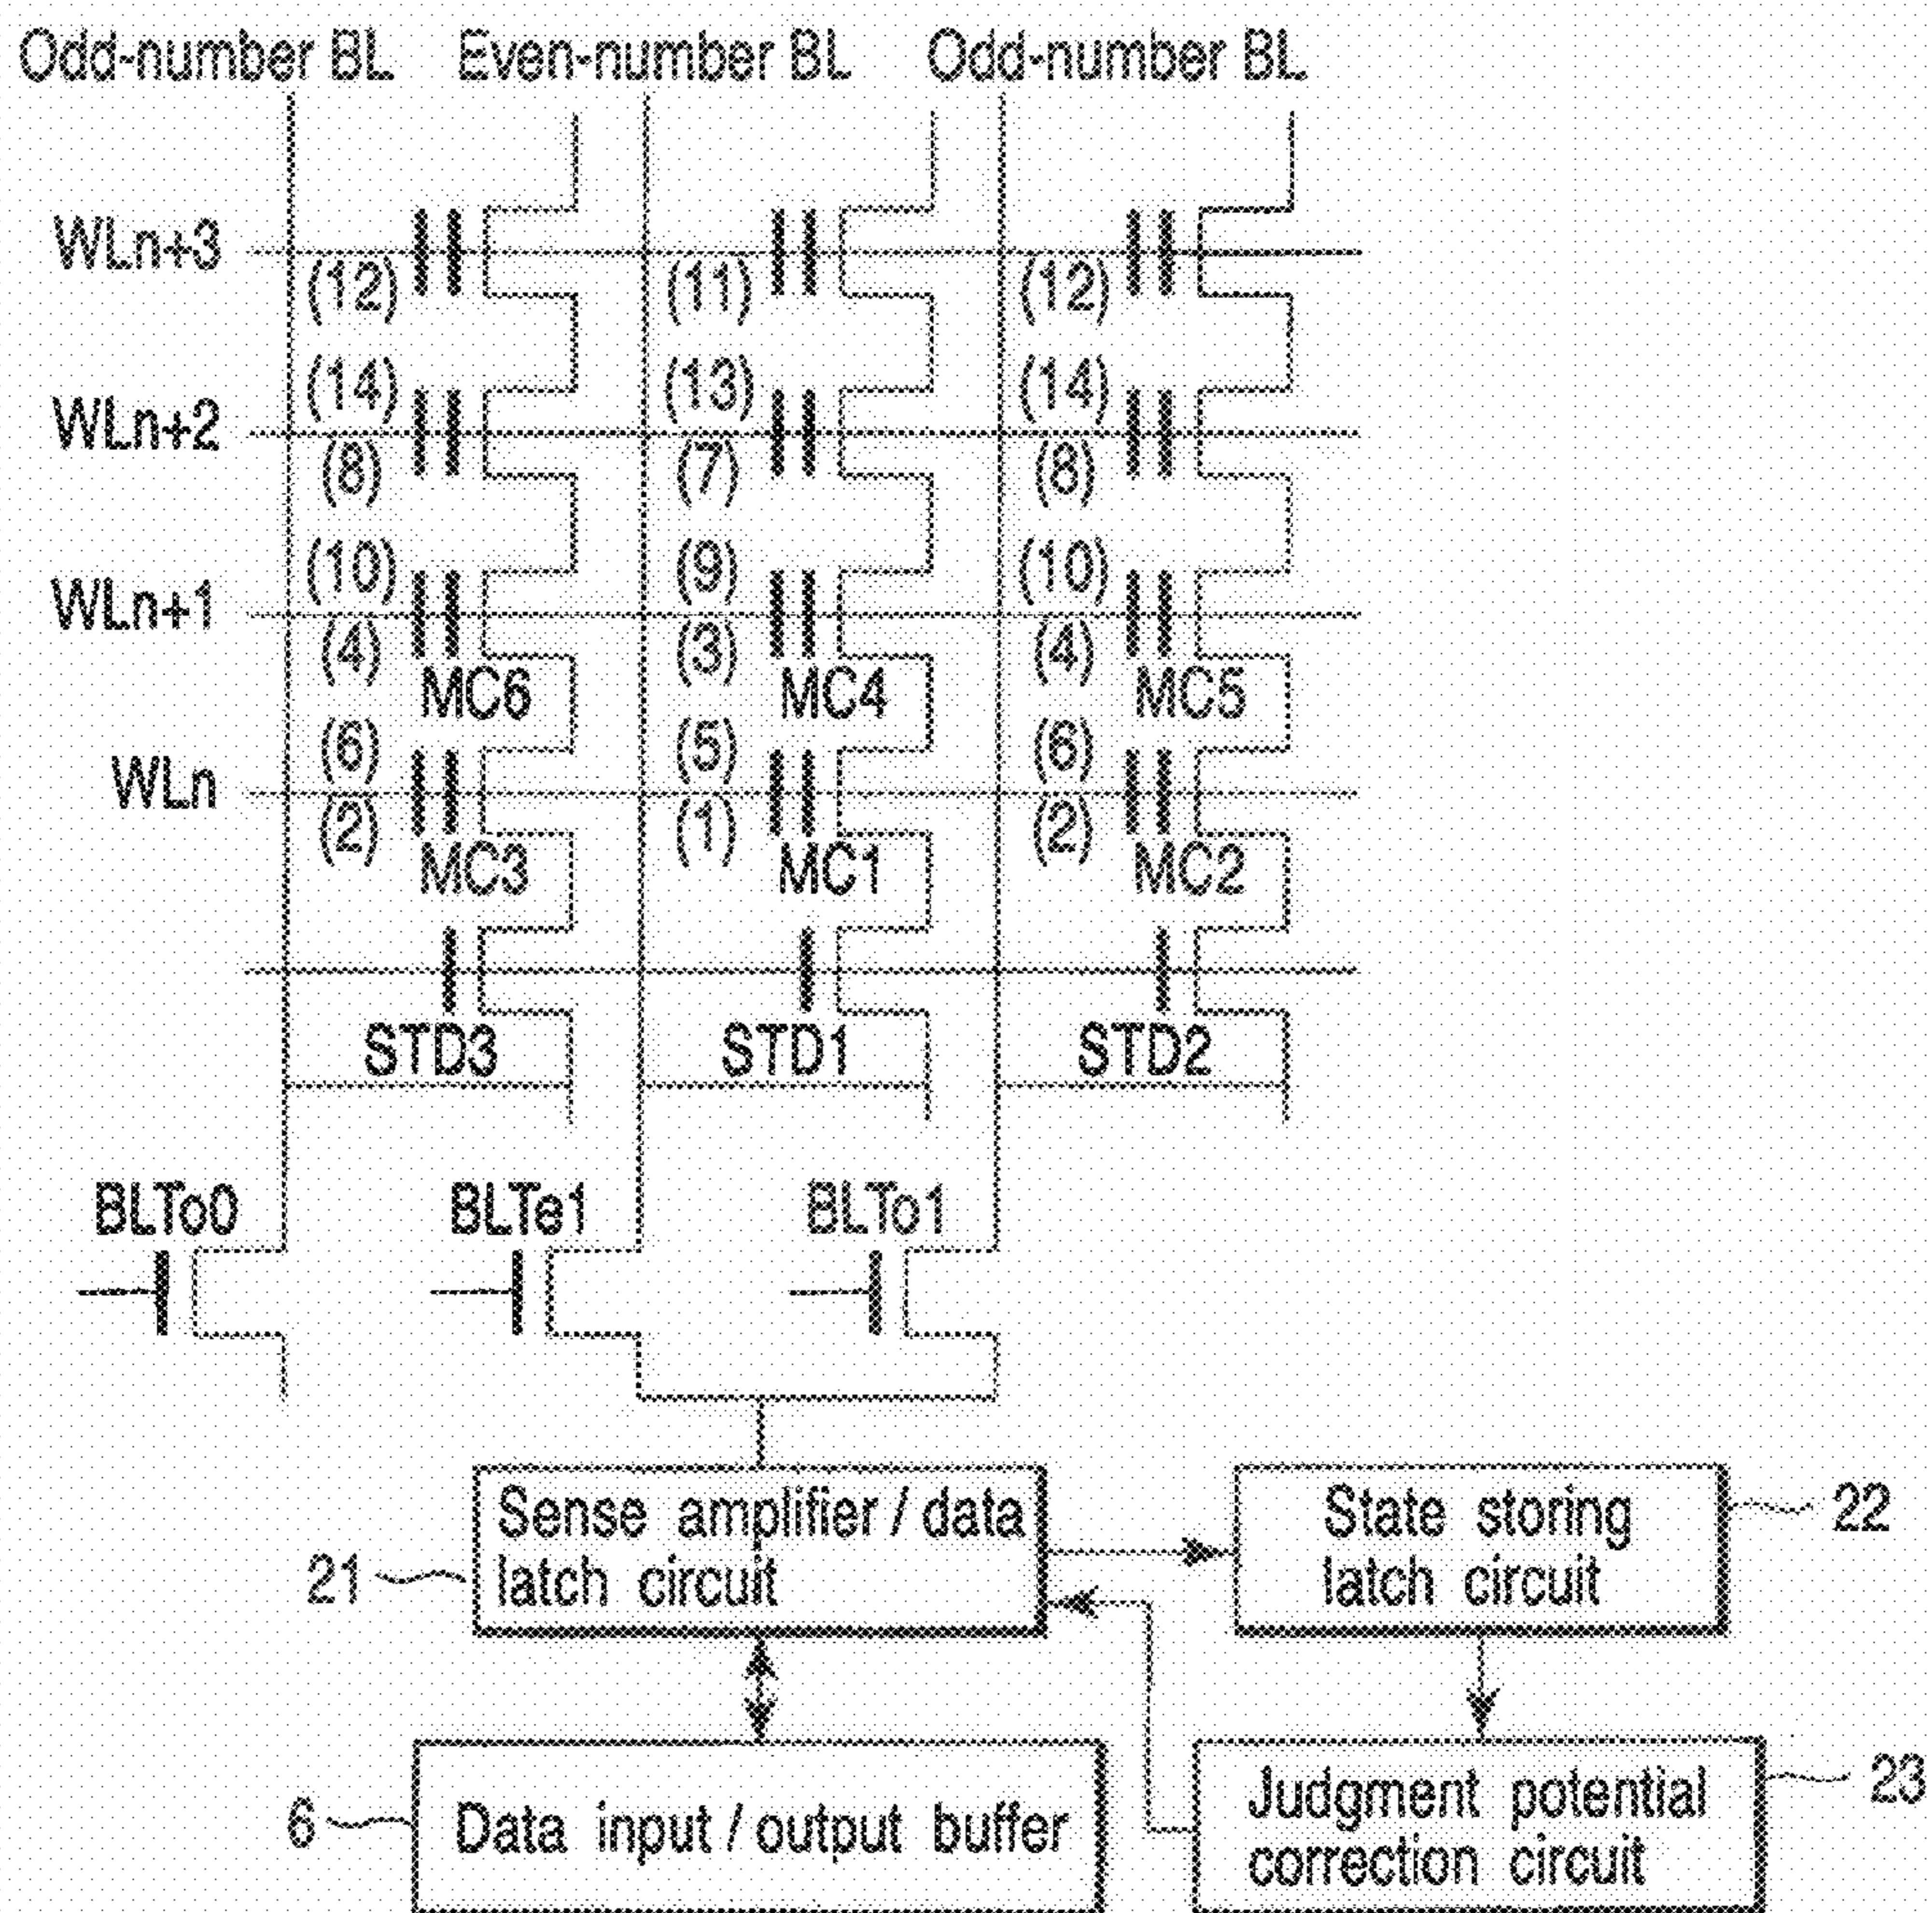 Odd-number BL Even-number BL Odd-number BL
WLn+3
(12) (11) (12)
(14) (13) (14)
WLn+2
(8) (7) (8)
(10) (9) (10)
WLn+1
(4) (3) (4)
MC6 MC4 MC5
(6) (5) (6)
WLn
(2) (1) (2)
MC3 MC1 MC2
STD3 STD1 STD2
BLTo0 BLTe1 BLTo1
Sense amplifier / data
latch circuit
21
State storing
latch circuit
22
6
Data input / output buffer
Judgment potential
correction circuit
23